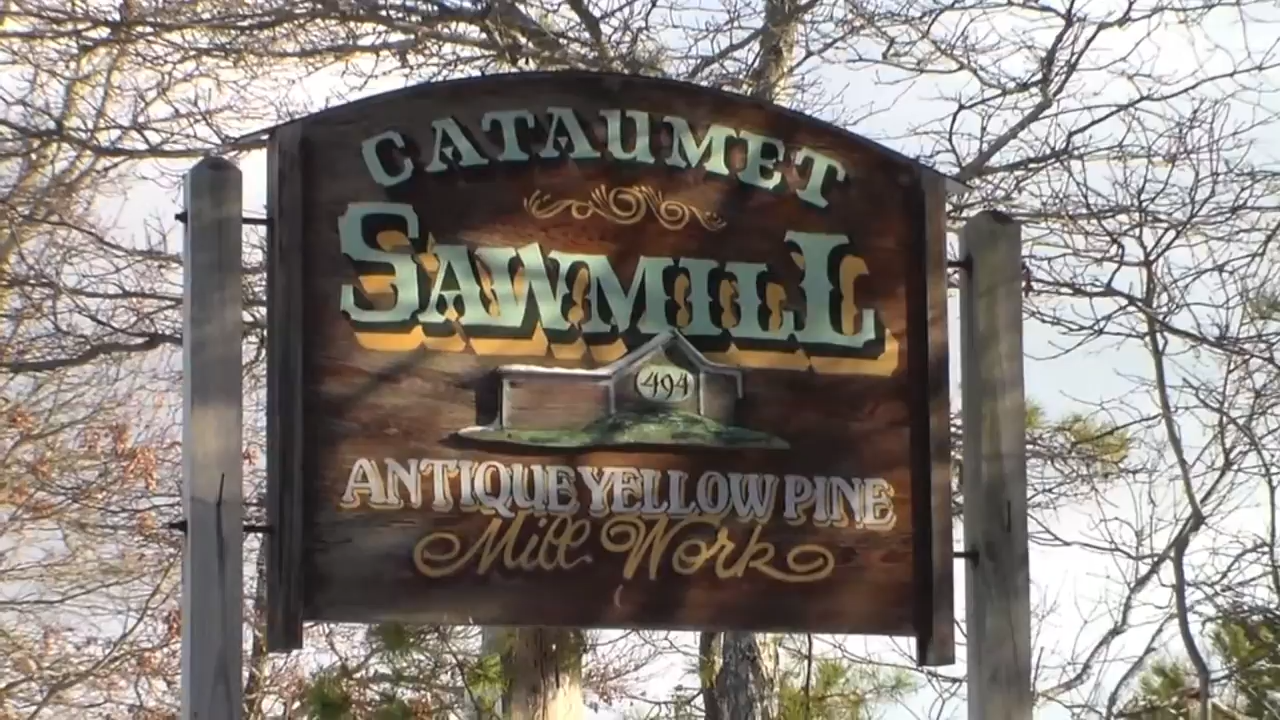 CATAUMET
SAWMILL
494
ANTIQUE YELLOW PINE
Mill Work